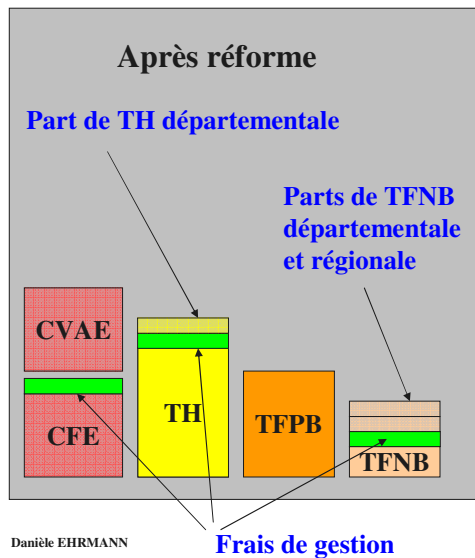 Après réforme
Part de TH départementale
Parts de TFNB
départementale
et régionale
CVAE
TH
CFE
TFPB
TFNB
Danièle EHRMANN
Frais de gestion